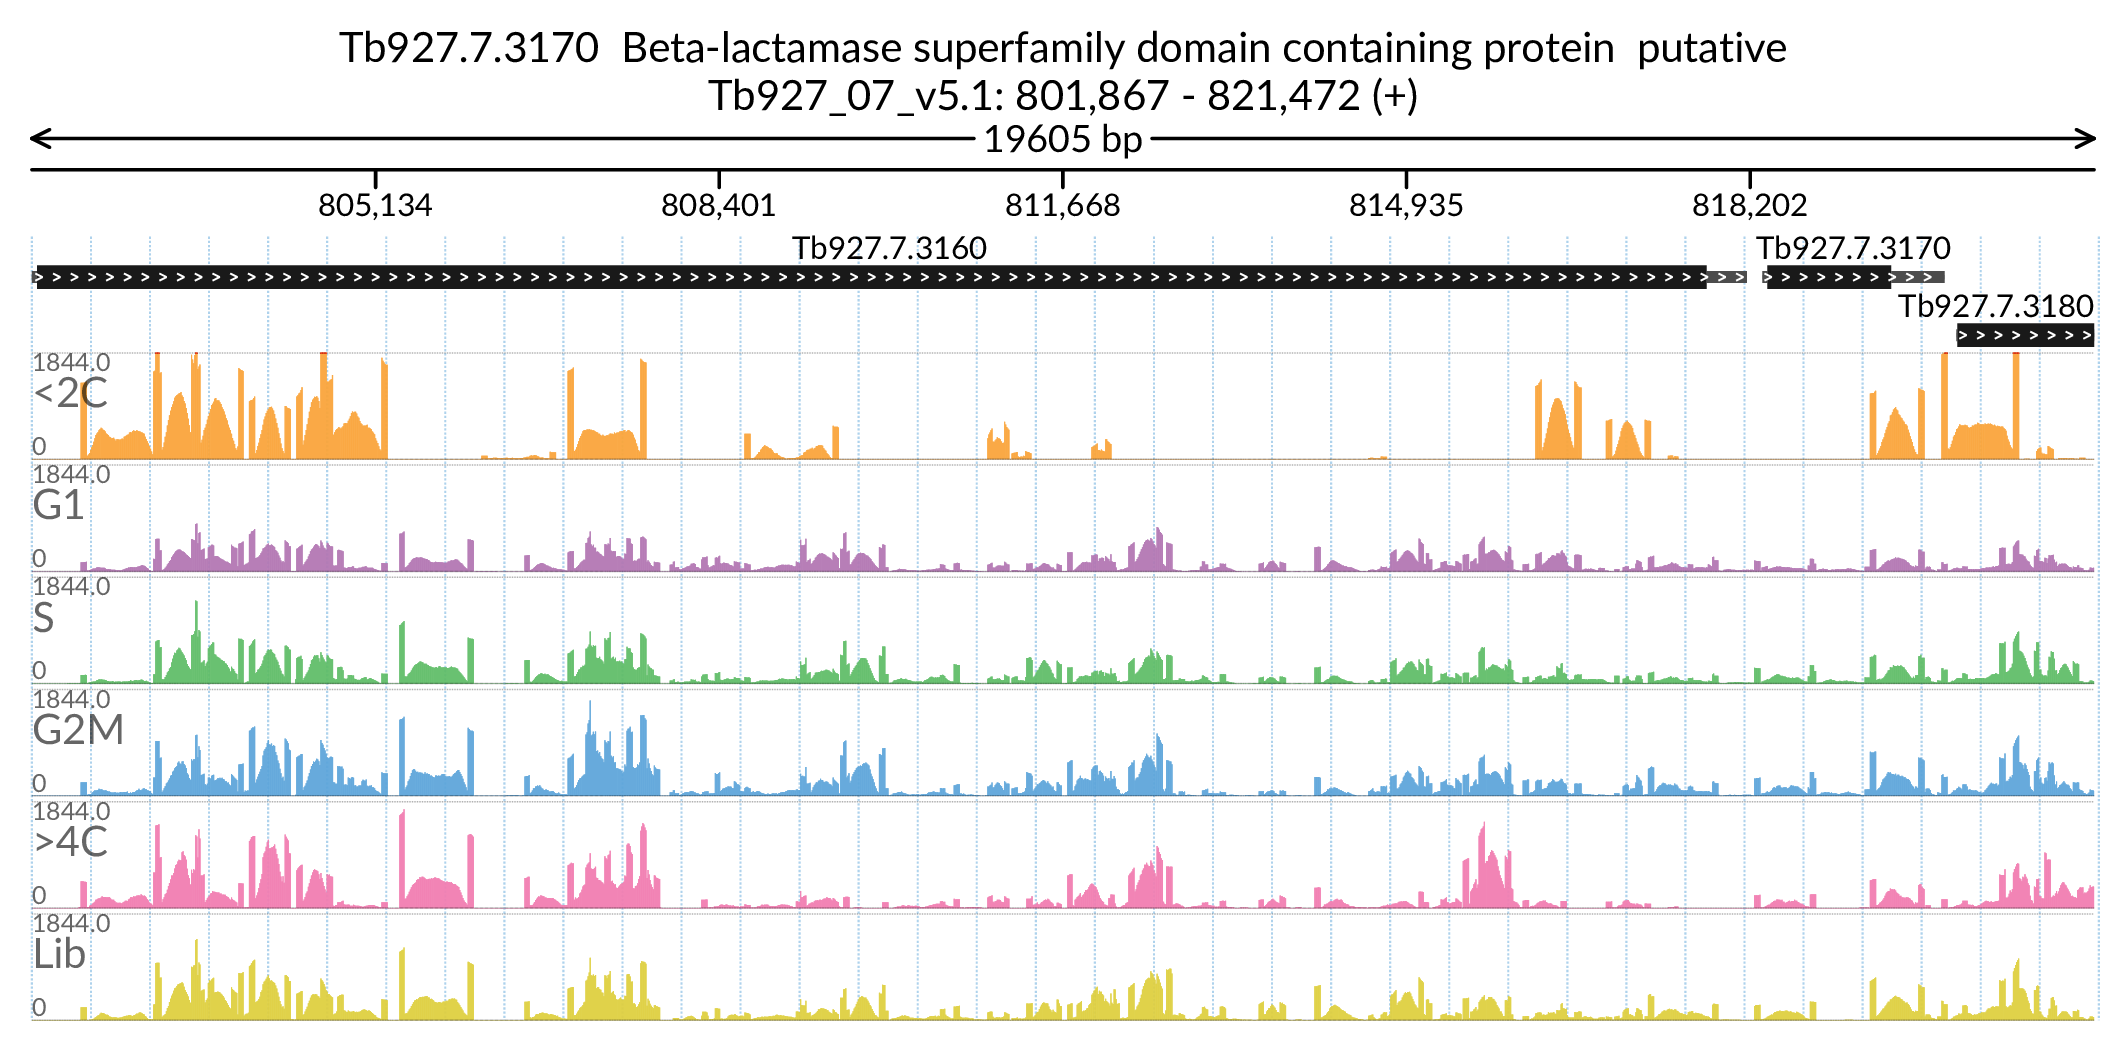 Tb927.7.3170  Beta-lactamase superfamily domain containing protein  putative
Tb927_07_v5.1: 801,867 - 821,472 (+)
19605 bp
805,134 808,401 811,668 814,935 818,202
Tb927.7.3160 Tb927.7.3170
Tb927.7.3180
1844.0
<2C
0
1844.0
G1
0
1844.0
S
0
1844.0
G2M
0
1844.0
>4C
0
1844.0
Lib
0